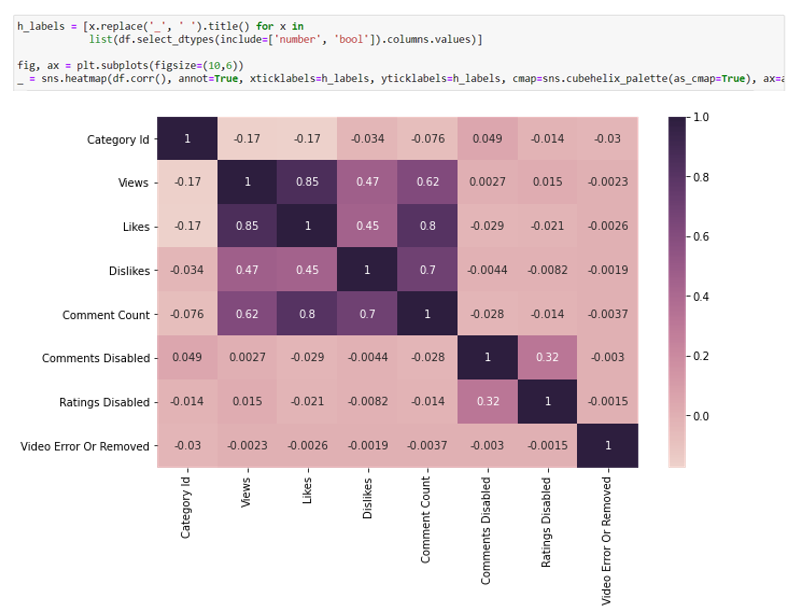 h_labels = [x.replace('_', ' ').title() for x in
list(df.select_dtypes(include=['number', 'bool']).columns.values)]
fig, ax = plt.subplots(figsize=(10,6))
_ = sns.heatmap(df.corr(), annot=True, xticklabels=h_labels, yticklabels=h_labels, cmap=sns.cubehelix_palette(as_cmap=True), ax=a
Category Id 1 -0.17 -0.17 -0.034 -0.076 0.049 -0.014 -0.03
Views -0.17 1 0.85 0.47 0.62 0.0027 0.015 -0.0023
Likes -0.17 0.85 1 0.45 0.8 -0.029 -0.021 -0.0026
Dislikes -0.034 0.47 0.45 1 0.7 -0.0044 -0.0082 -0.0019
Comment Count -0.076 0.62 0.8 0.7 1 -0.028 -0.014 -0.0037
Comments Disabled 0.049 0.0027 -0.029 -0.0044 -0.028 1 0.32 -0.003
Ratings Disabled -0.014 0.015 -0.021 -0.0082 -0.014 0.32 1 -0.0015
Video Error Or Removed -0.03 -0.0023 -0.0026 -0.0019 -0.0037 -0.003 -0.0015 1
Category Id
Views
Likes
Dislikes
Comment Count
Comments Disabled
Ratings Disabled
Video Error Or Removed
1.0
0.8
0.6
0.4
0.2
0.0